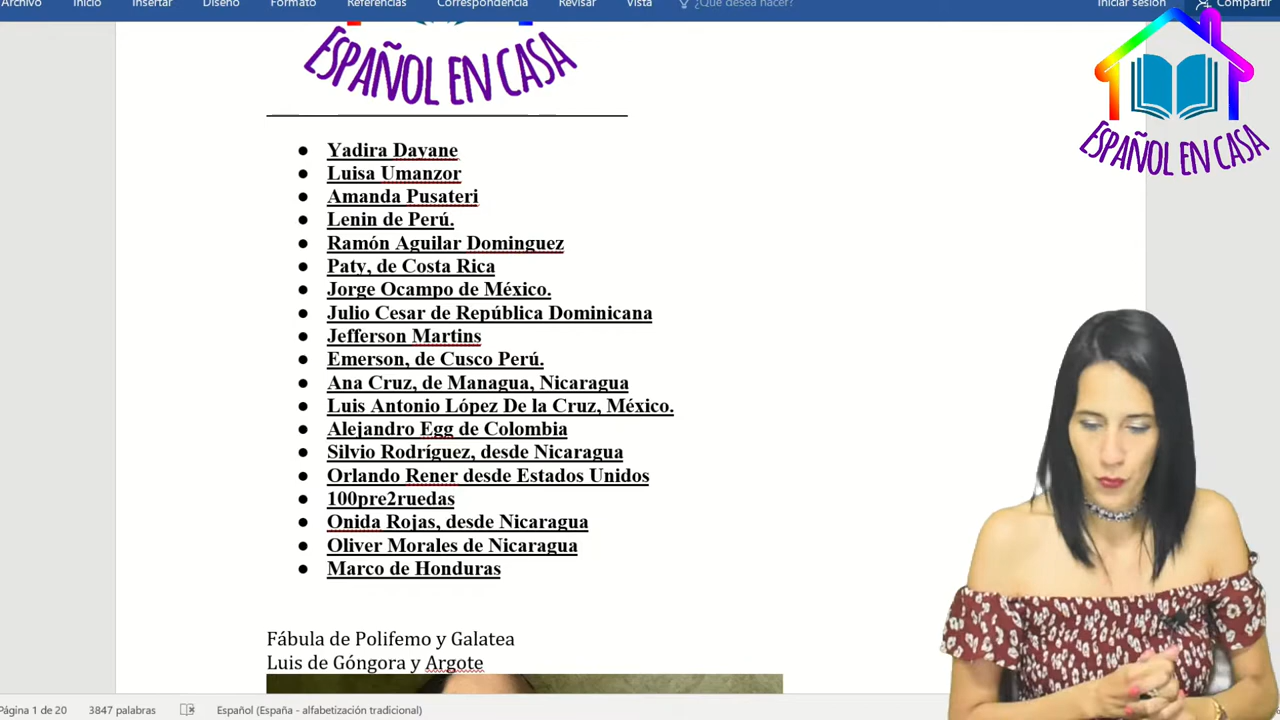 Archivo Inicio Insertar Diseño Formato Referencias Correspondencia Revisar Vista ¿Qué desea hacer? Iniciar sesión Compartir
ESPAÑOL EN CASA
ESPAÑOL EN CASA
● Yadira Dayane
● Luisa Umanzor
● Amanda Pusateri
● Lenin de Perú.
● Ramón Aguilar Dominguez
● Paty, de Costa Rica
● Jorge Ocampo de México.
● Julio Cesar de República Dominicana
● Jefferson Martins
● Emerson, de Cusco Perú.
● Ana Cruz, de Managua, Nicaragua
● Luis Antonio López De la Cruz, México.
● Alejandro Egg de Colombia
● Silvio Rodríguez, desde Nicaragua
● Orlando Rener desde Estados Unidos
● 100pre2ruedas
● Onida Rojas, desde Nicaragua
● Oliver Morales de Nicaragua
● Marco de Honduras
Fábula de Polifemo y Galatea
Luis de Góngora y Argote
Página 1 de 20 3847 palabras Español (España - alfabetización tradicional)